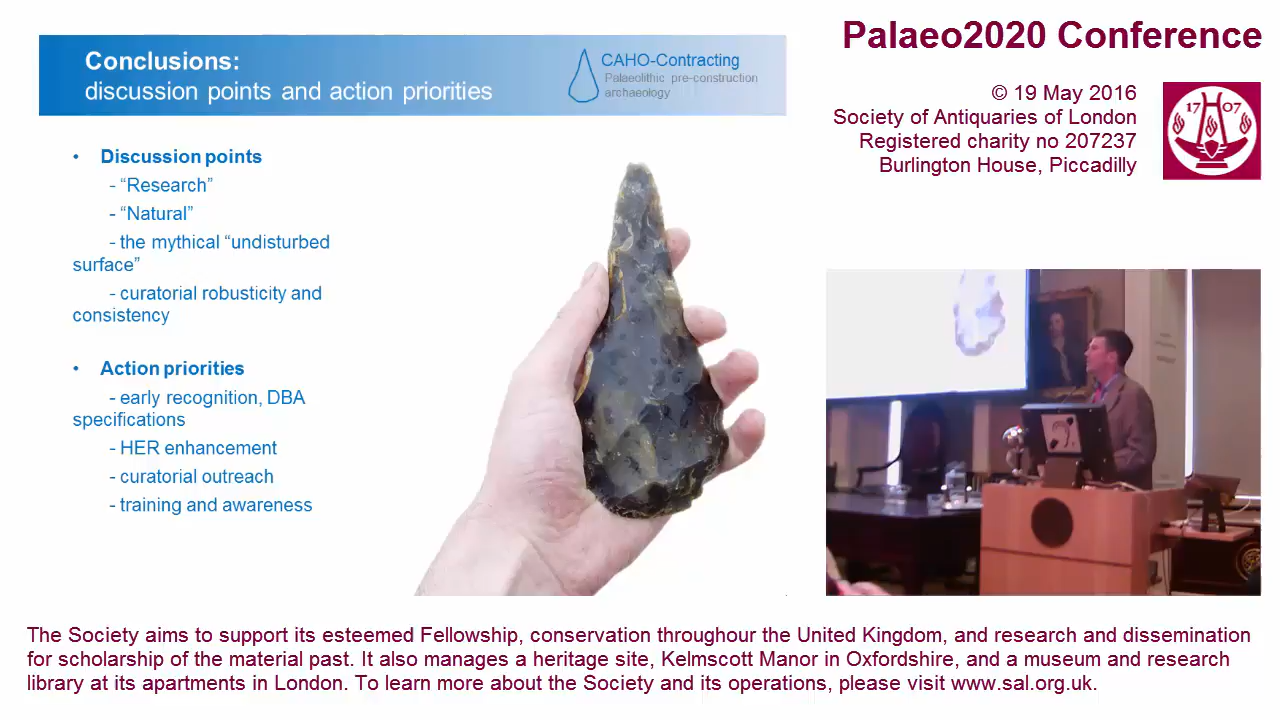 Conclusions:
discussion points and action priorities
CAHO-Contracting
Palaeolithic pre-construction
archaeology
• Discussion points
- “Research”
- “Natural”
- the mythical “undisturbed
surface”
- curatorial robusticity and
consistency
• Action priorities
- early recognition, DBA
specifications
- HER enhancement
- curatorial outreach
- training and awareness
Palaeo2020 Conference
© 19 May 2016
Society of Antiquaries of London
Registered charity no 207237
Burlington House, Piccadilly
17 07
The Society aims to support its esteemed Fellowship, conservation throughour the United Kingdom, and research and dissemination
for scholarship of the material past. It also manages a heritage site, Kelmscott Manor in Oxfordshire, and a museum and research
library at its apartments in London. To learn more about the Society and its operations, please visit www.sal.org.uk.